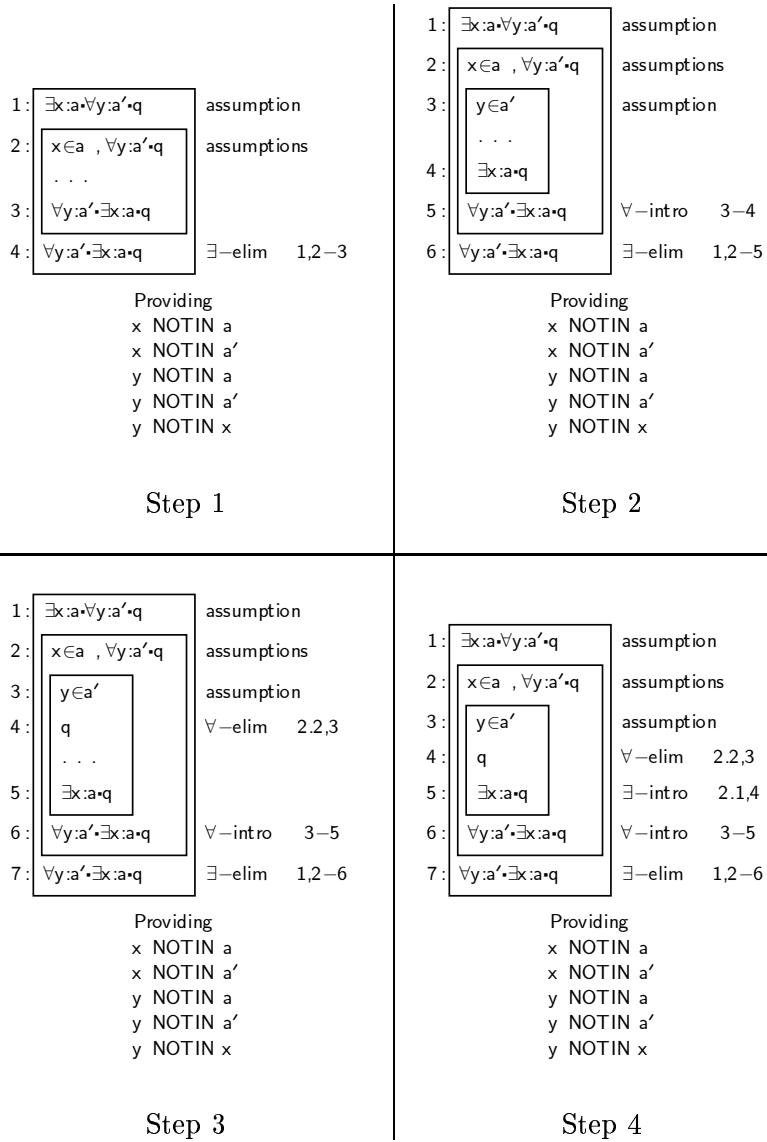 1: ∃x:a▪∀y:a′▪q assumption
2: x∈a , ∀y:a′▪q assumptions
. . .
3: ∀y:a′▪∃x:a▪q
4: ∀y:a′▪∃x:a▪q ∃−elim 1,2−3
Providing
x NOTIN a
x NOTIN a′
y NOTIN a
y NOTIN a′
y NOTIN x
Step 1
1: ∃x:a▪∀y:a′▪q assumption
2: x∈a , ∀y:a′▪q assumptions
3: y∈a′ assumption
. . .
4: ∃x:a▪q
5: ∀y:a′▪∃x:a▪q ∀−intro 3−4
6: ∀y:a′▪∃x:a▪q ∃−elim 1,2−5
Providing
x NOTIN a
x NOTIN a′
y NOTIN a
y NOTIN a′
y NOTIN x
Step 2
1: ∃x:a▪∀y:a′▪q assumption
2: x∈a , ∀y:a′▪q assumptions
3: y∈a′ assumption
4: q ∀−elim 2.2,3
. . .
5: ∃x:a▪q
6: ∀y:a′▪∃x:a▪q ∀−intro 3−5
7: ∀y:a′▪∃x:a▪q ∃−elim 1,2−6
Providing
x NOTIN a
x NOTIN a′
y NOTIN a
y NOTIN a′
y NOTIN x
Step 3
1: ∃x:a▪∀y:a′▪q assumption
2: x∈a , ∀y:a′▪q assumptions
3: y∈a′ assumption
4: q ∀−elim 2.2,3
5: ∃x:a▪q ∃−intro 2.1,4
6: ∀y:a′▪∃x:a▪q ∀−intro 3−5
7: ∀y:a′▪∃x:a▪q ∃−elim 1,2−6
Providing
x NOTIN a
x NOTIN a′
y NOTIN a
y NOTIN a′
y NOTIN x
Step 4